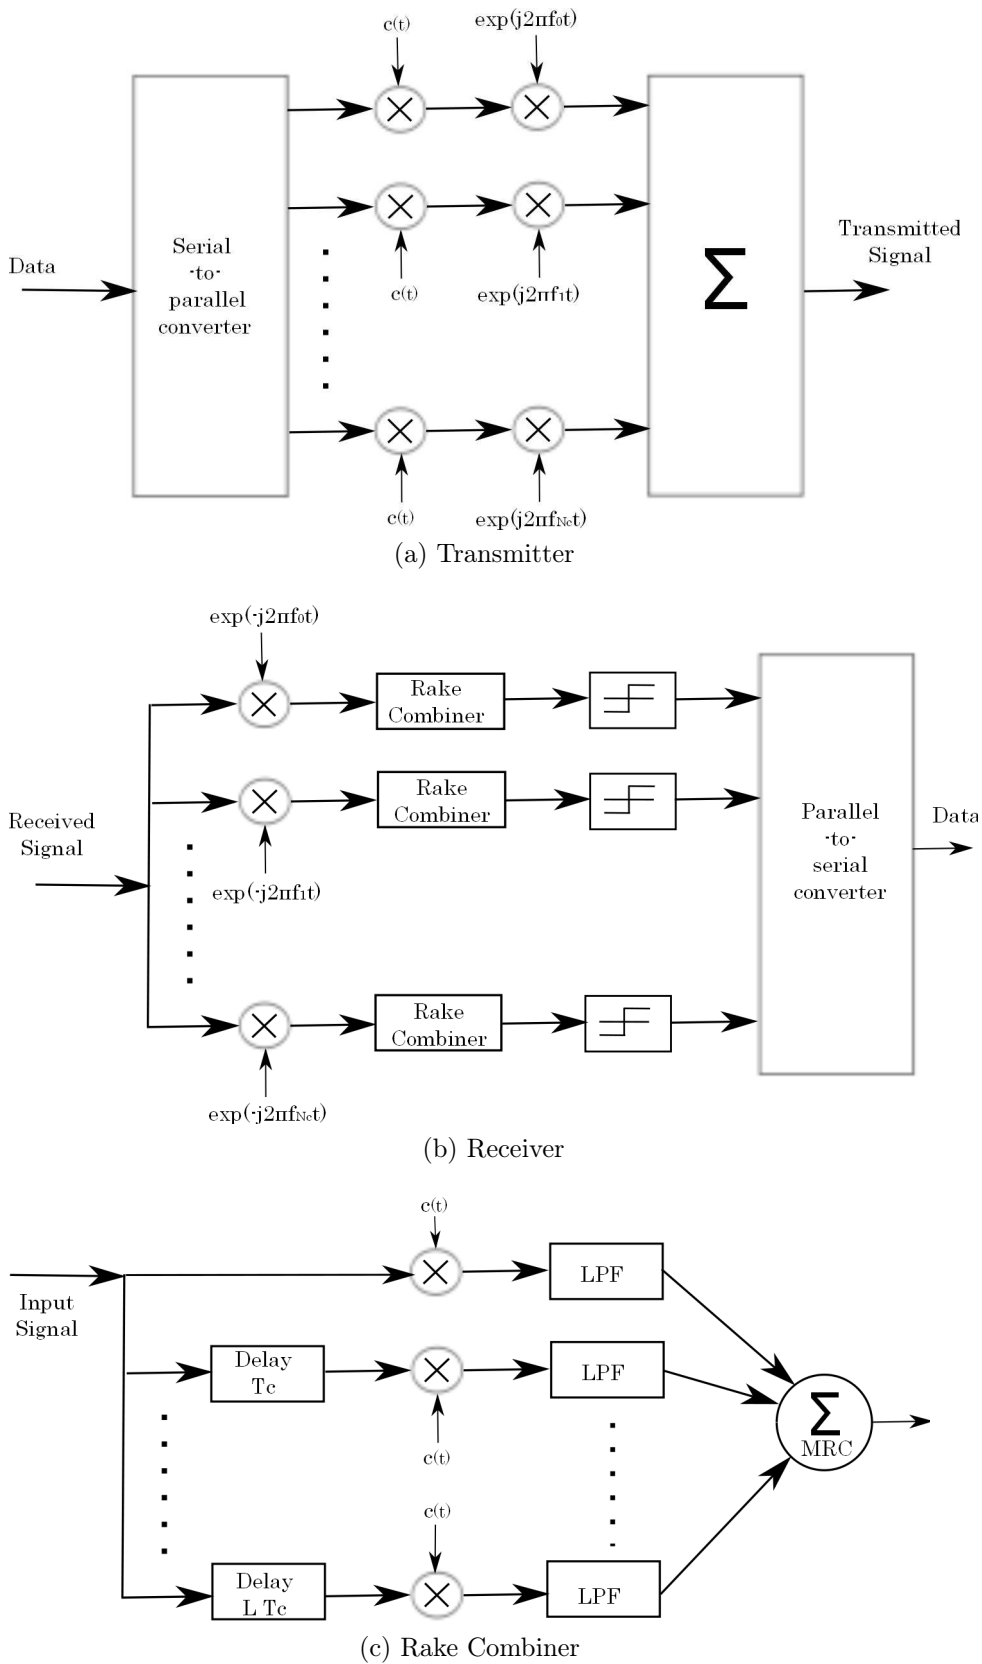 c(t)
exp(j2πf₀t)
Serial
-to-
parallel
converter
Data
c(t)
exp(j2πf₁t)
Σ
Transmitted
Signal
c(t)
exp(j2πf_Nc t)
(a) Transmitter
exp(-j2πf₀t)
Rake
Combiner
Rake
Combiner
Received
Signal
exp(-j2πf₁t)
Parallel
-to-
serial
converter
Data
Rake
Combiner
exp(-j2πf_Nc t)
(b) Receiver
c(t)
LPF
Input
Signal
Delay
Tc
LPF
c(t)
Σ
MRC
c(t)
Delay
L Tc
LPF
(c) Rake Combiner